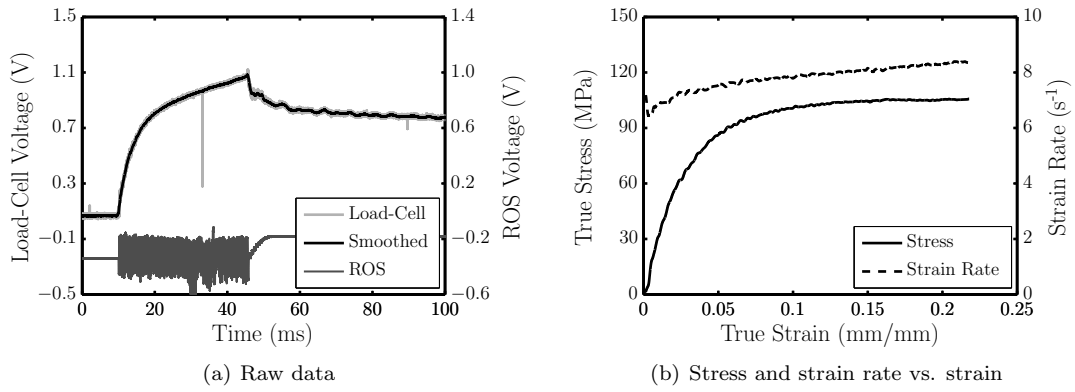 1.5
1.1
0.7
0.3
−0.1
−0.5
Load-Cell Voltage (V)
1.4
1.0
0.6
0.2
−0.2
−0.6
ROS Voltage (V)
Load-Cell
Smoothed
ROS
0 20 40 60 80 100
Time (ms)
(a) Raw data
150
120
90
60
30
0
True Stress (MPa)
10
8
6
4
2
0
Strain Rate (s-1)
Stress
Strain Rate
0 0.05 0.1 0.15 0.2 0.25
True Strain (mm/mm)
(b) Stress and strain rate vs. strain